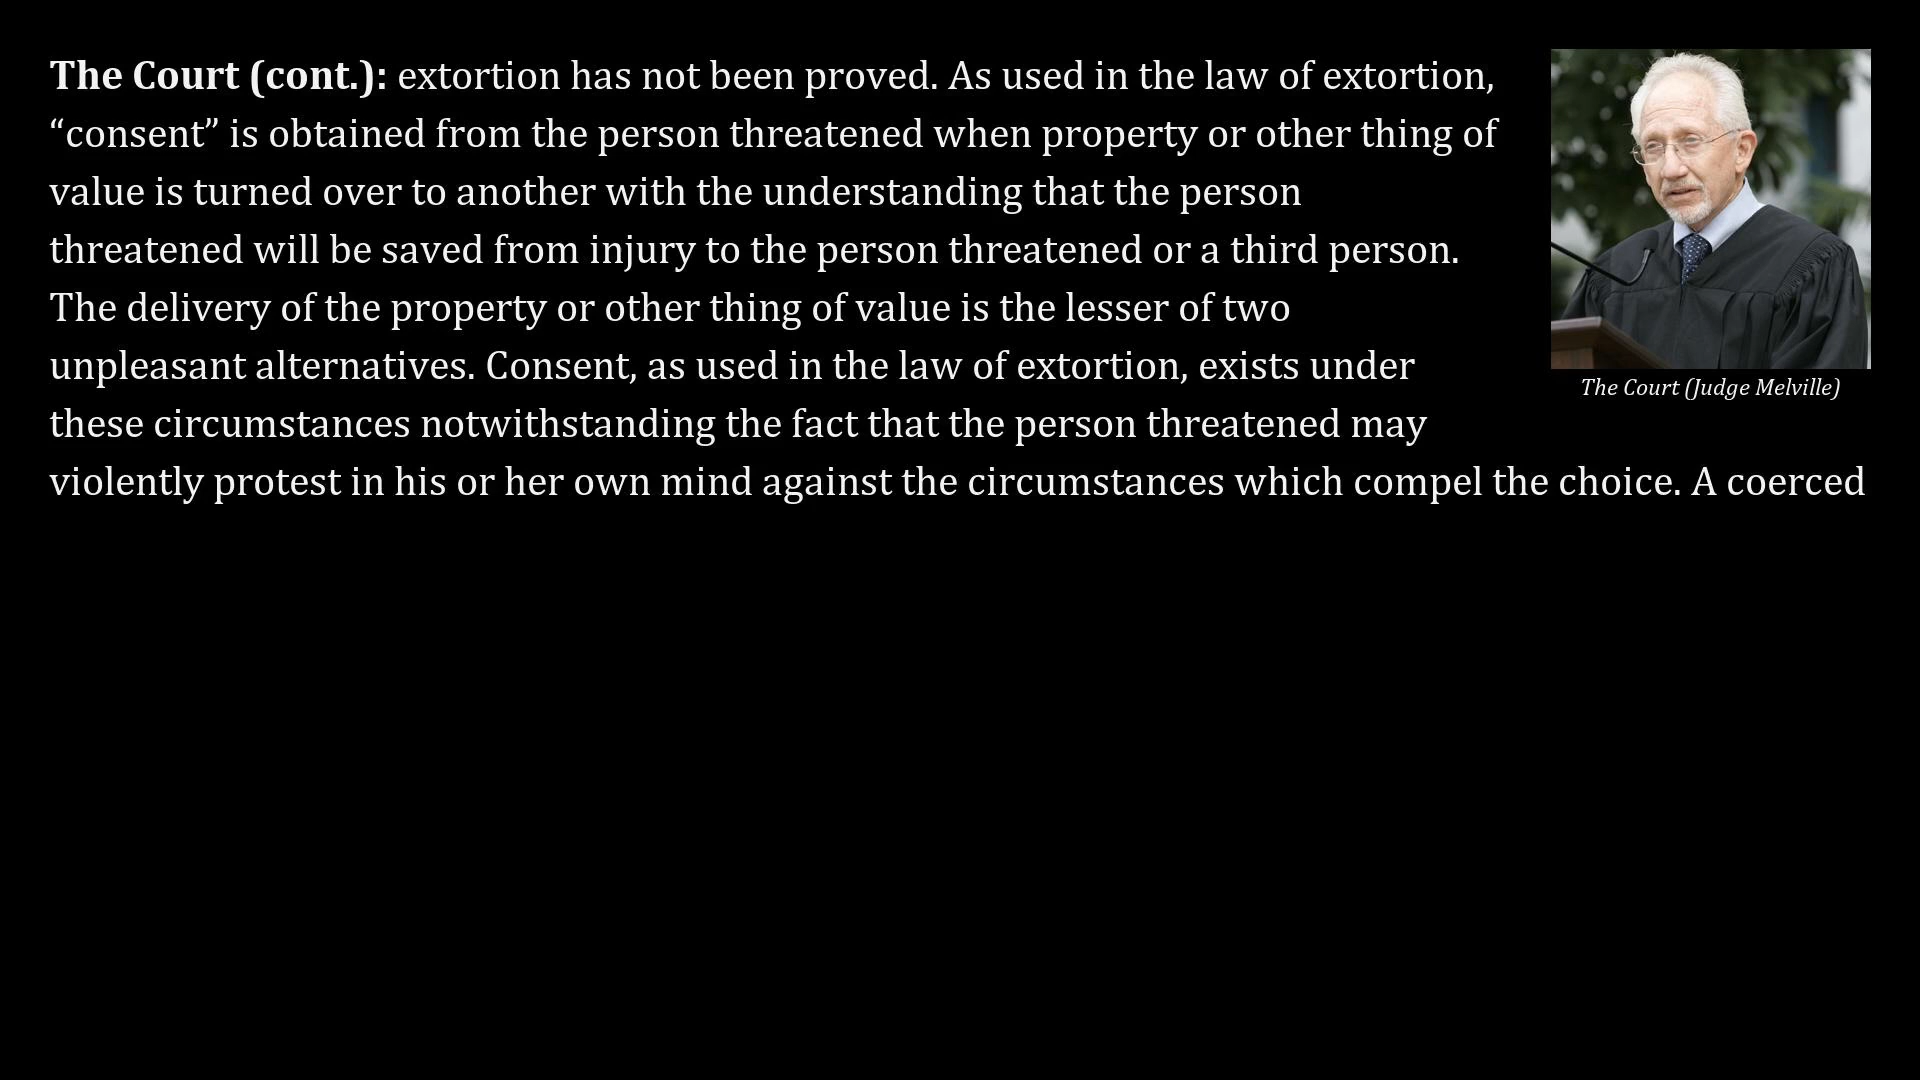 The Court (cont.): extortion has not been proved. As used in the law of extortion,
“consent” is obtained from the person threatened when property or other thing of
value is turned over to another with the understanding that the person
threatened will be saved from injury to the person threatened or a third person.
The delivery of the property or other thing of value is the lesser of two
unpleasant alternatives. Consent, as used in the law of extortion, exists under
these circumstances notwithstanding the fact that the person threatened may
violently protest in his or her own mind against the circumstances which compel the choice. A coerced
The Court (Judge Melville)